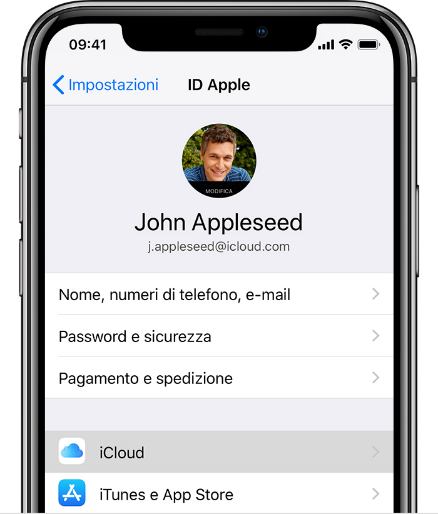 09:41
Impostazioni ID Apple
MODIFICA
John Appleseed
j.appleseed@icloud.com
Nome, numeri di telefono, e-mail
Password e sicurezza
Pagamento e spedizione
iCloud
iTunes e App Store